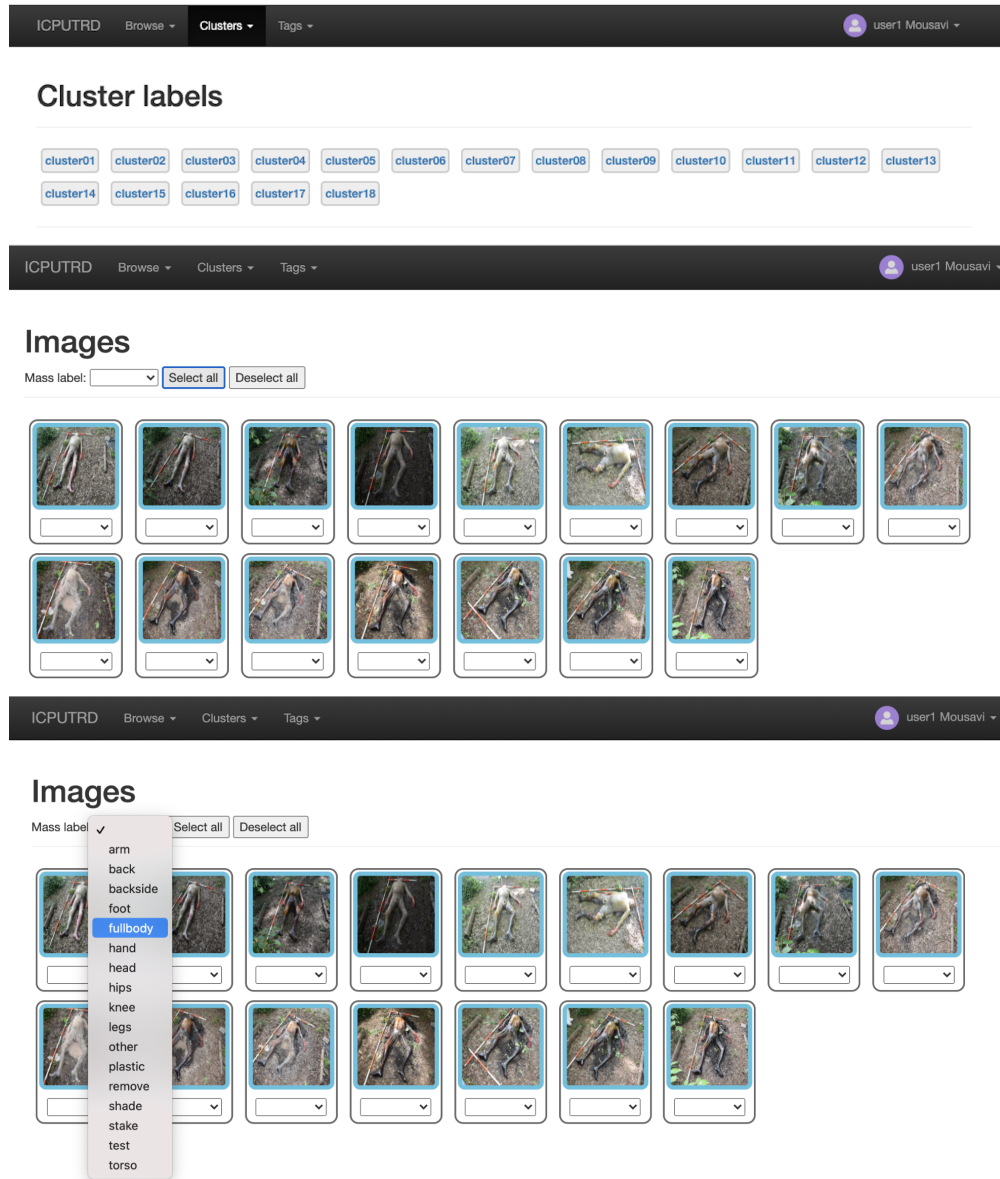 ICPUTRD Browse Clusters Tags user1 Mousavi
Cluster labels
cluster01 cluster02 cluster03 cluster04 cluster05 cluster06 cluster07 cluster08 cluster09 cluster10 cluster11 cluster12 cluster13
cluster14 cluster15 cluster16 cluster17 cluster18
ICPUTRD Browse Clusters Tags user1 Mousavi
Images
Mass label: Select all Deselect all
ICPUTRD Browse Clusters Tags user1 Mousavi
Images
Mass label Select all Deselect all
arm
back
backside
foot
fullbody
hand
head
hips
knee
legs
other
plastic
remove
shade
stake
test
torso